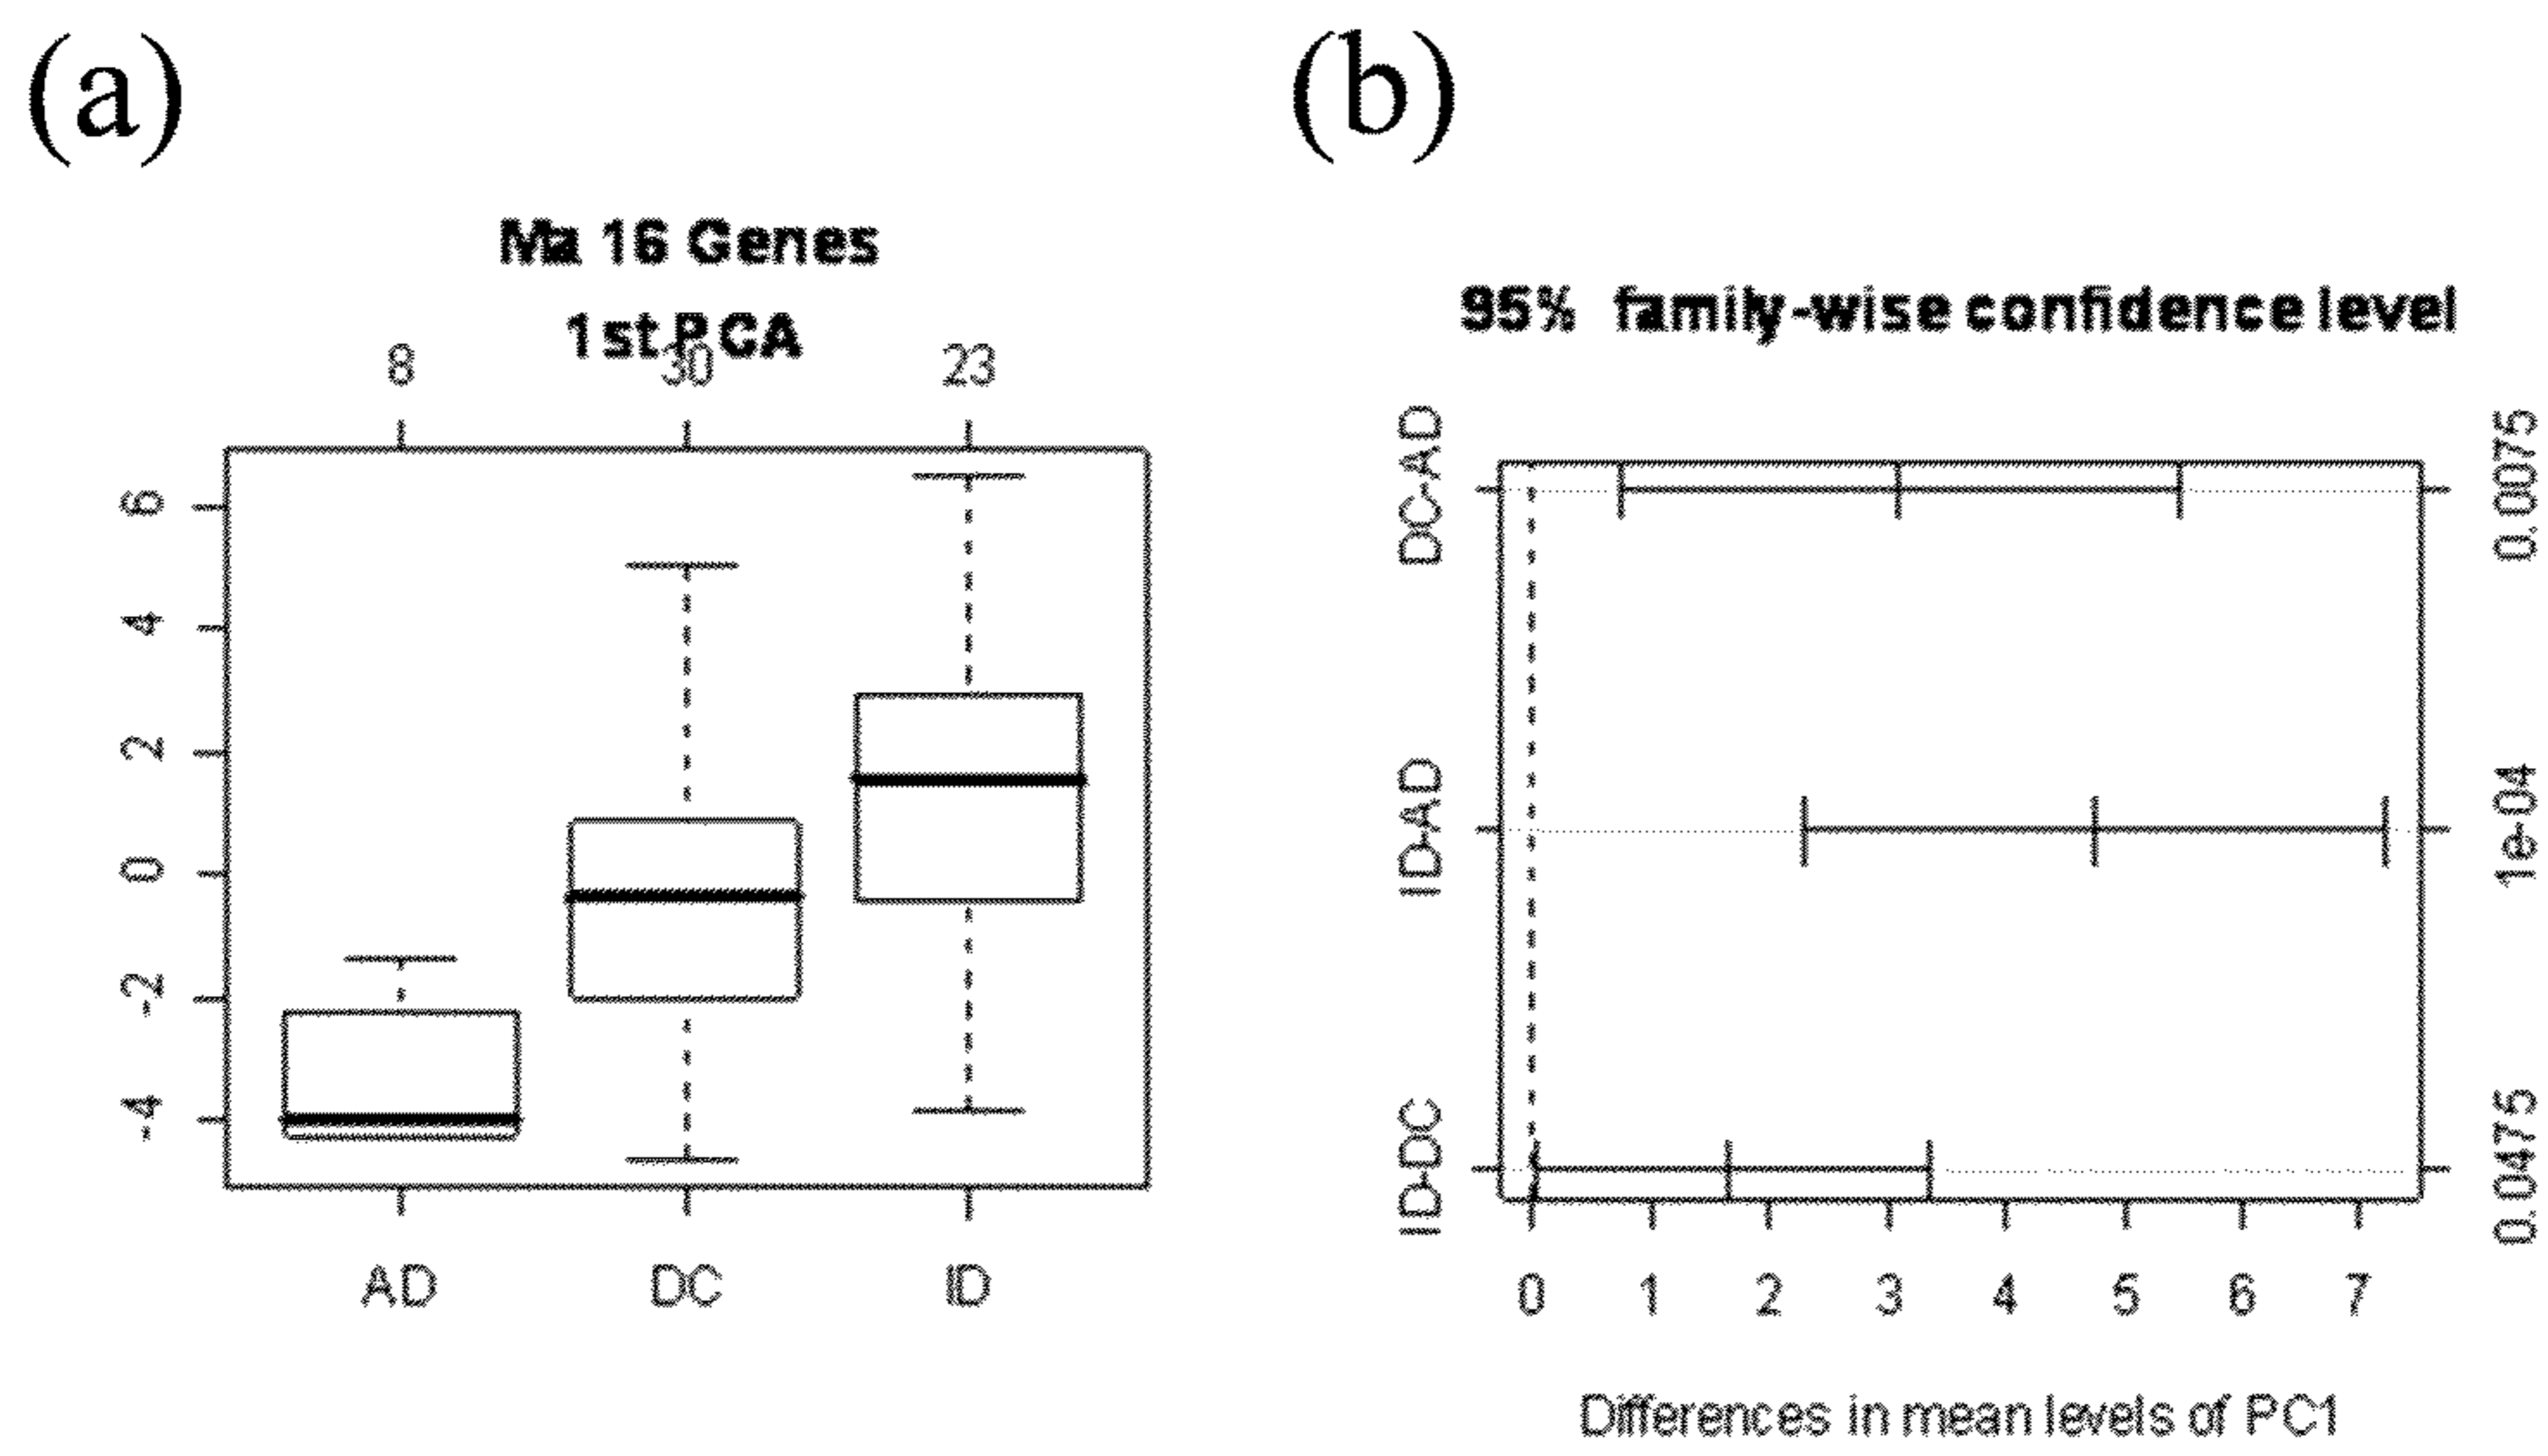 (a)
Ma 16 Genes
1st PCA
8 30 23
6
4
2
0
-2
-4
AD DC ID
(b)
95% family-wise confidence level
DC-AD
ID-AD
ID-DC
0.0075
1e-04
0.0475
0 1 2 3 4 5 6 7
Differences in mean levels of PC1